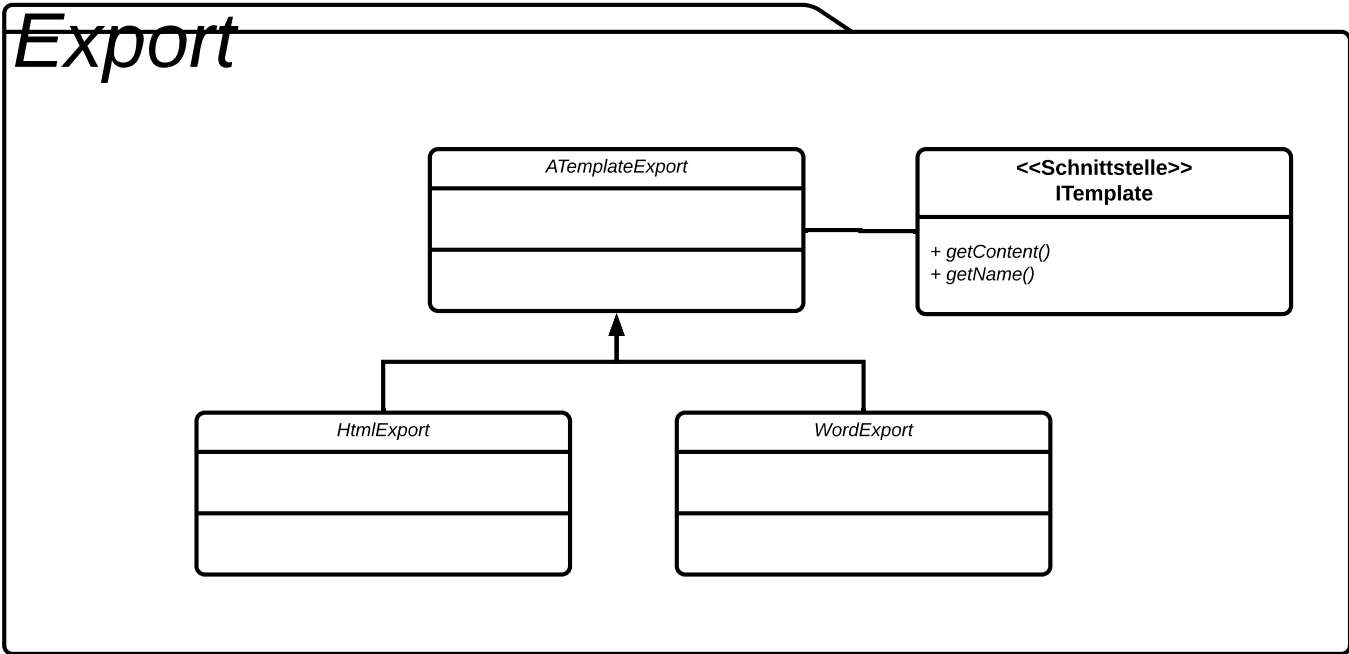 Export
ATemplateExport
<<Schnittstelle>>
ITemplate
+ getContent()
+ getName()
HtmlExport
WordExport